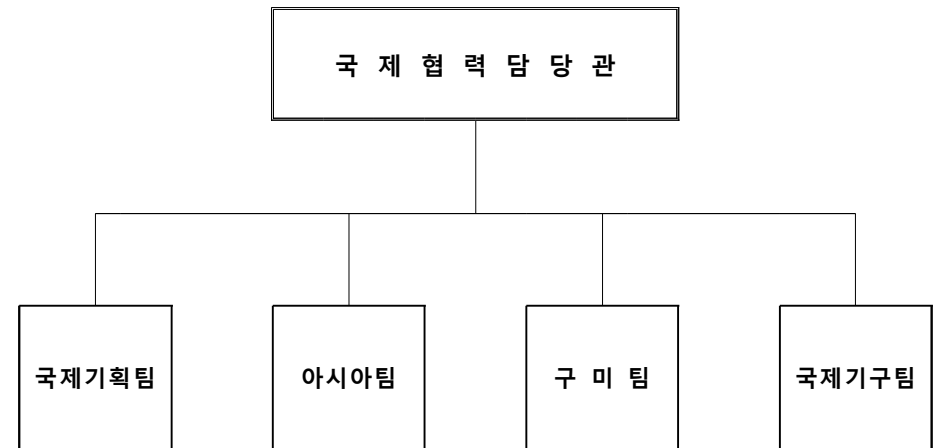 국 제 협 력 담 당 관
국제기획팀
아시아팀
구 미 팀
국제기구팀